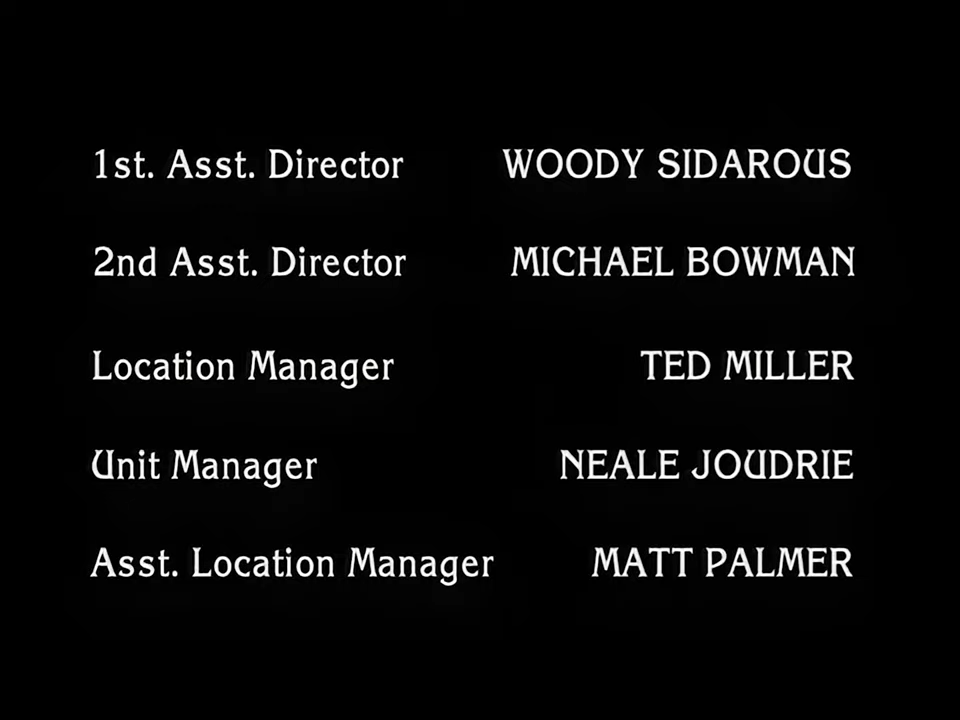 1st. Asst. Director WOODY SIDAROUS
2nd Asst. Director MICHAEL BOWMAN
Location Manager TED MILLER
Unit Manager NEALE JOUDRIE
Asst. Location Manager MATT PALMER